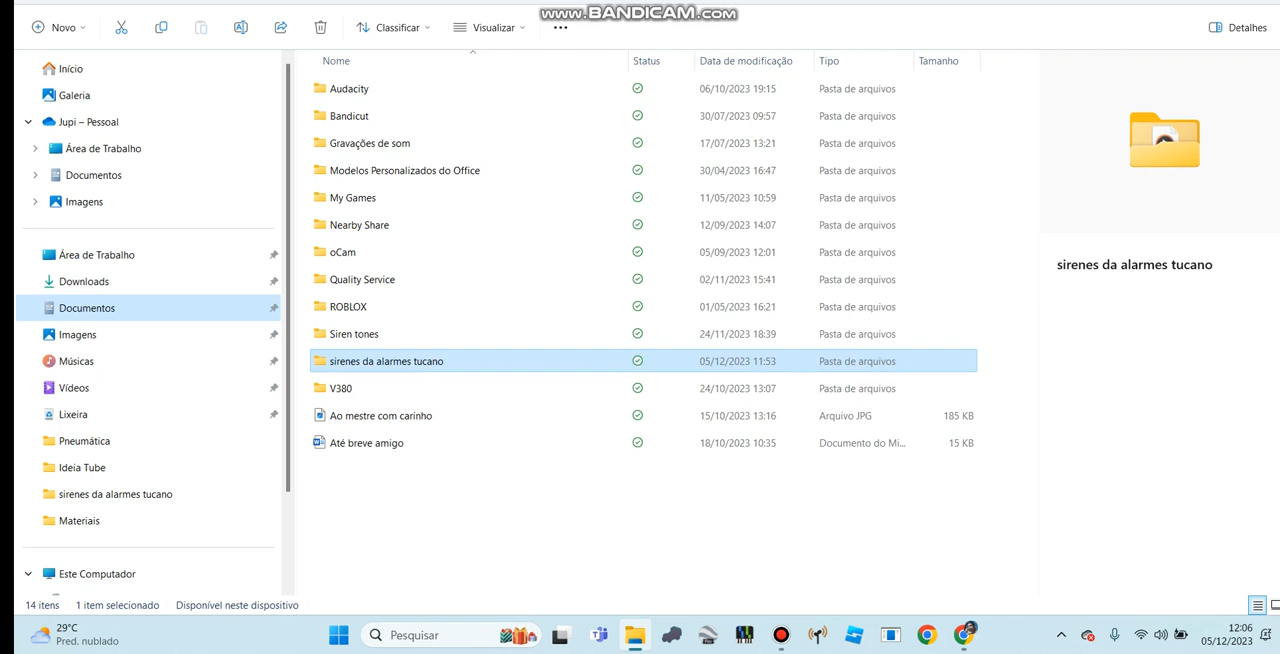 www.BANDICAM.com
Novo
Classificar
Visualizar
Detalhes
Início
Galeria
Jupi – Pessoal
Área de Trabalho
Documentos
Imagens
Área de Trabalho
Downloads
Documentos
Imagens
Músicas
Vídeos
Lixeira
Pneumática
Ideia Tube
sirenes da alarmes tucano
Materiais
Este Computador
Nome Status Data de modificação Tipo Tamanho
Audacity 06/10/2023 19:15 Pasta de arquivos
Bandicut 30/07/2023 09:57 Pasta de arquivos
Gravações de som 17/07/2023 13:21 Pasta de arquivos
Modelos Personalizados do Office 30/04/2023 16:47 Pasta de arquivos
My Games 11/05/2023 10:59 Pasta de arquivos
Nearby Share 12/09/2023 14:07 Pasta de arquivos
oCam 05/09/2023 12:01 Pasta de arquivos
Quality Service 02/11/2023 15:41 Pasta de arquivos
ROBLOX 01/05/2023 16:21 Pasta de arquivos
Siren tones 24/11/2023 18:39 Pasta de arquivos
sirenes da alarmes tucano 05/12/2023 11:53 Pasta de arquivos
V380 24/10/2023 13:07 Pasta de arquivos
Ao mestre com carinho 15/10/2023 13:16 Arquivo JPG 185 KB
Até breve amigo 18/10/2023 10:35 Documento do Mi... 15 KB
sirenes da alarmes tucano
14 itens 1 item selecionado Disponível neste dispositivo
29°C
Pred. nublado
Pesquisar
12:06
05/12/2023